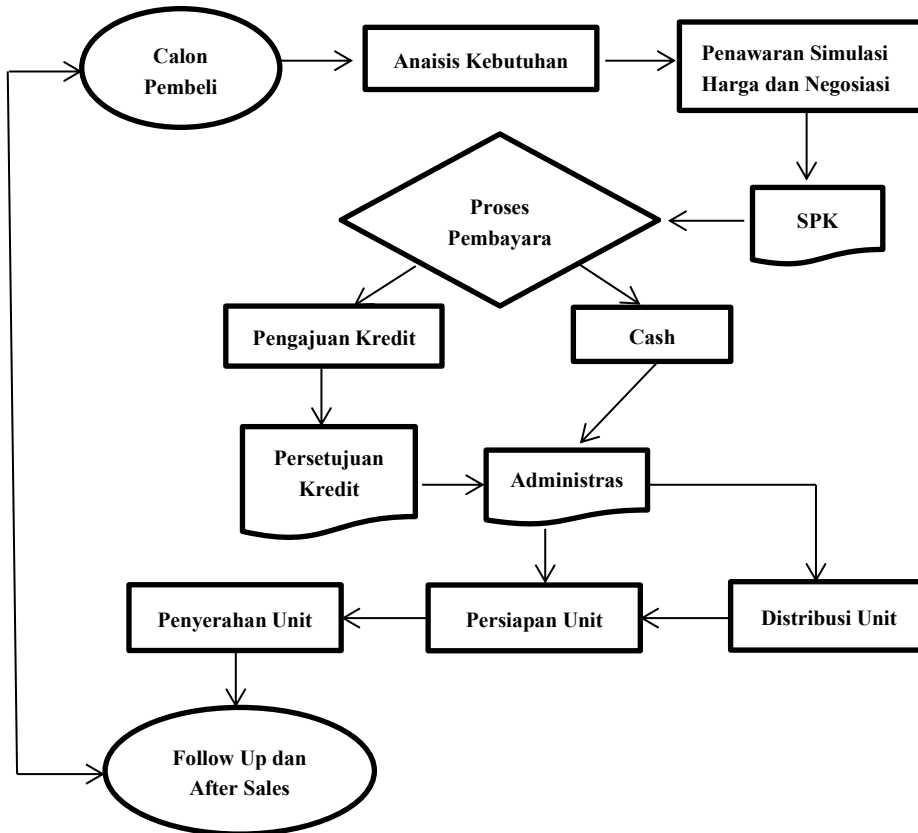 Calon
Pembeli
Anaisis Kebutuhan
Penawaran Simulasi
Harga dan Negosiasi
SPK
Proses
Pembayara
Pengajuan Kredit
Cash
Persetujuan
Kredit
Administras
Penyerahan Unit
Persiapan Unit
Distribusi Unit
Follow Up dan
After Sales